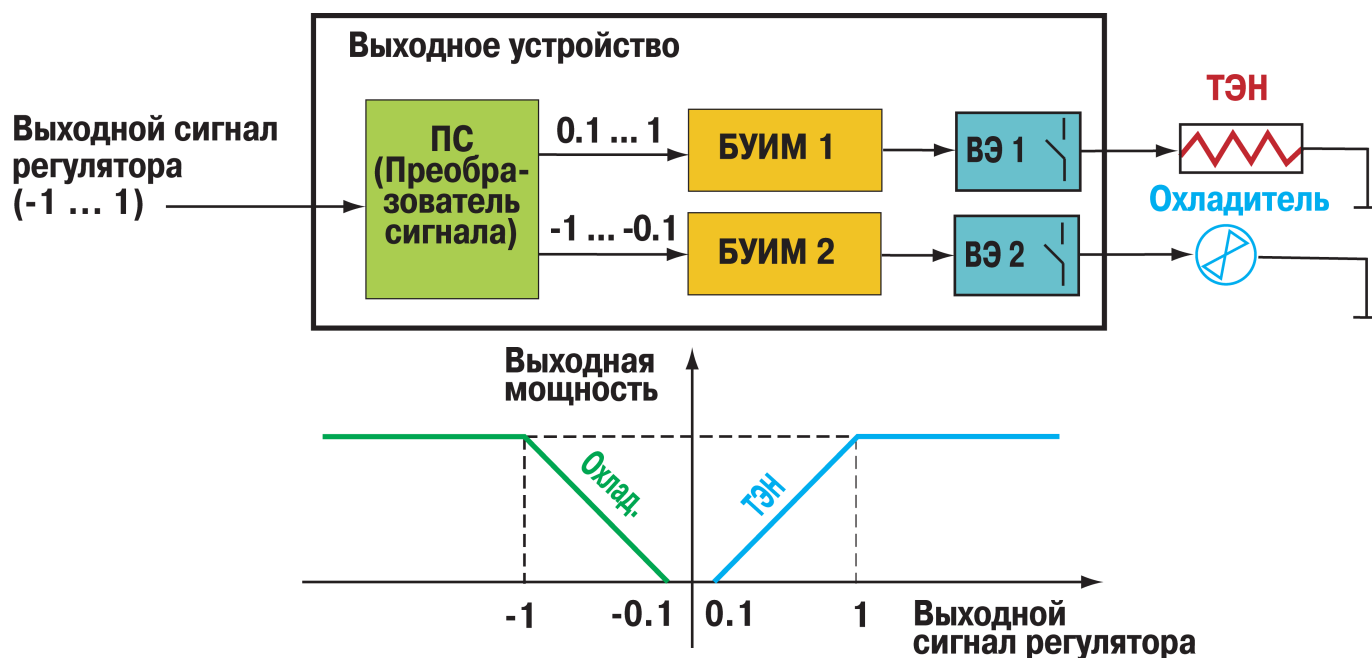 Выходное устройство
Выходной сигнал
регулятора
(-1 ... 1)
ПС
(Преобра-
зователь
сигнала)
0.1 ... 1
-1 ... -0.1
БУИМ 1
БУИМ 2
ВЭ 1
ВЭ 2
ТЭН
Охладитель
Выходная
мощность
Охлад.
ТЭН
-1
-0.1
0.1
1
Выходной
сигнал регулятора